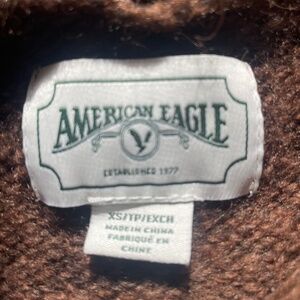 AMERICAN EAGLE
ESTABLISHED 1977
XS/TP/EXCH
MADE IN CHINA
FABRIQUÉ EN
CHINE